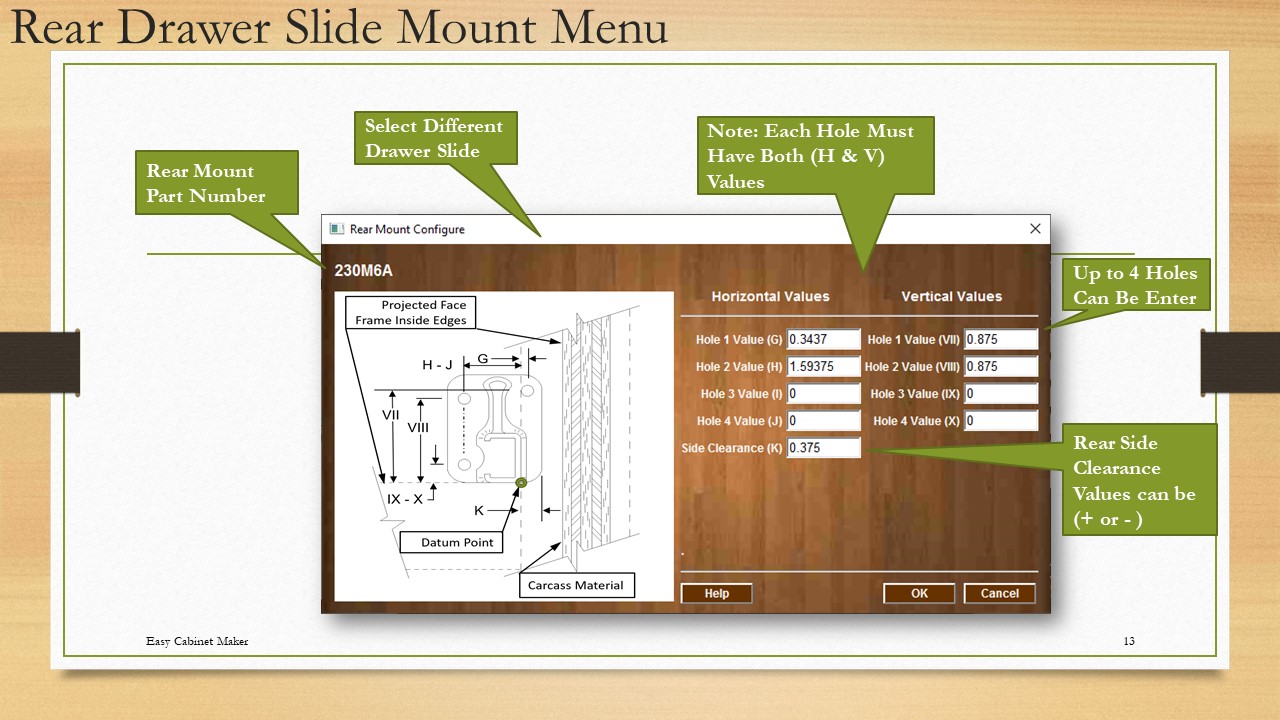 Rear Drawer Slide Mount Menu
Select Different
Drawer Slide
Note: Each Hole Must
Have Both (H & V)
Values
Rear Mount
Part Number
Rear Mount Configure
230M6A
Up to 4 Holes
Can Be Enter
Projected Face
Frame Inside Edges
H - J
G
VII
VIII
IX - X
K
Datum Point
Carcass Material
Horizontal Values
Vertical Values
Hole 1 Value (G) 0.3437
Hole 1 Value (VII) 0.875
Hole 2 Value (H) 1.59375
Hole 2 Value (VIII) 0.875
Hole 3 Value (I) 0
Hole 3 Value (IX) 0
Hole 4 Value (J) 0
Hole 4 Value (X) 0
Side Clearance (K) 0.375
Rear Side
Clearance
Values can be
(+ or - )
.
Help
OK
Cancel
Easy Cabinet Maker
13